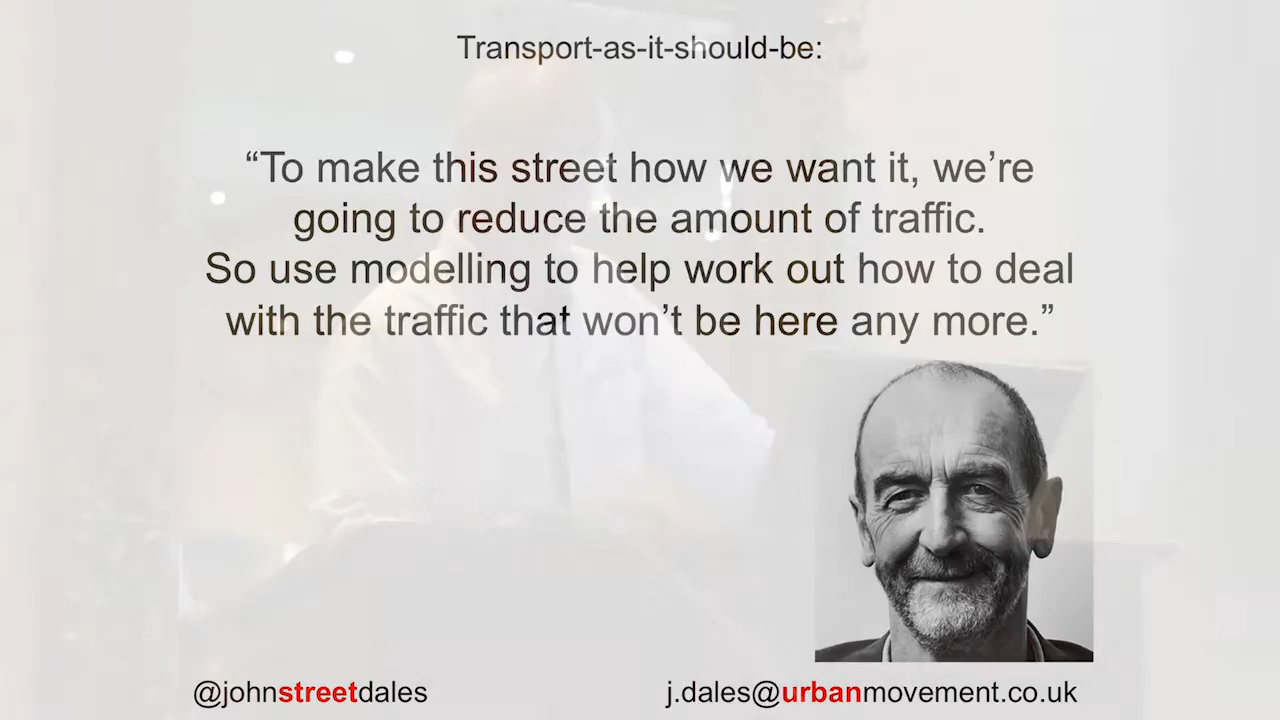 Transport-as-it-should-be:
“To make this street how we want it, we’re
going to reduce the amount of traffic.
So use modelling to help work out how to deal
with the traffic that won’t be here any more.”
@johnstreetdales
j.dales@urbanmovement.co.uk